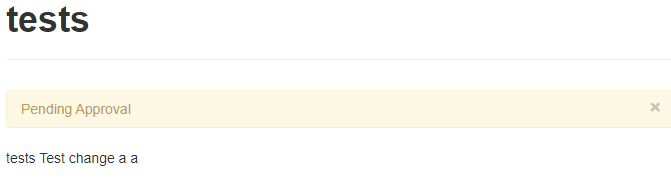 tests
Pending Approval ×
tests Test change a a